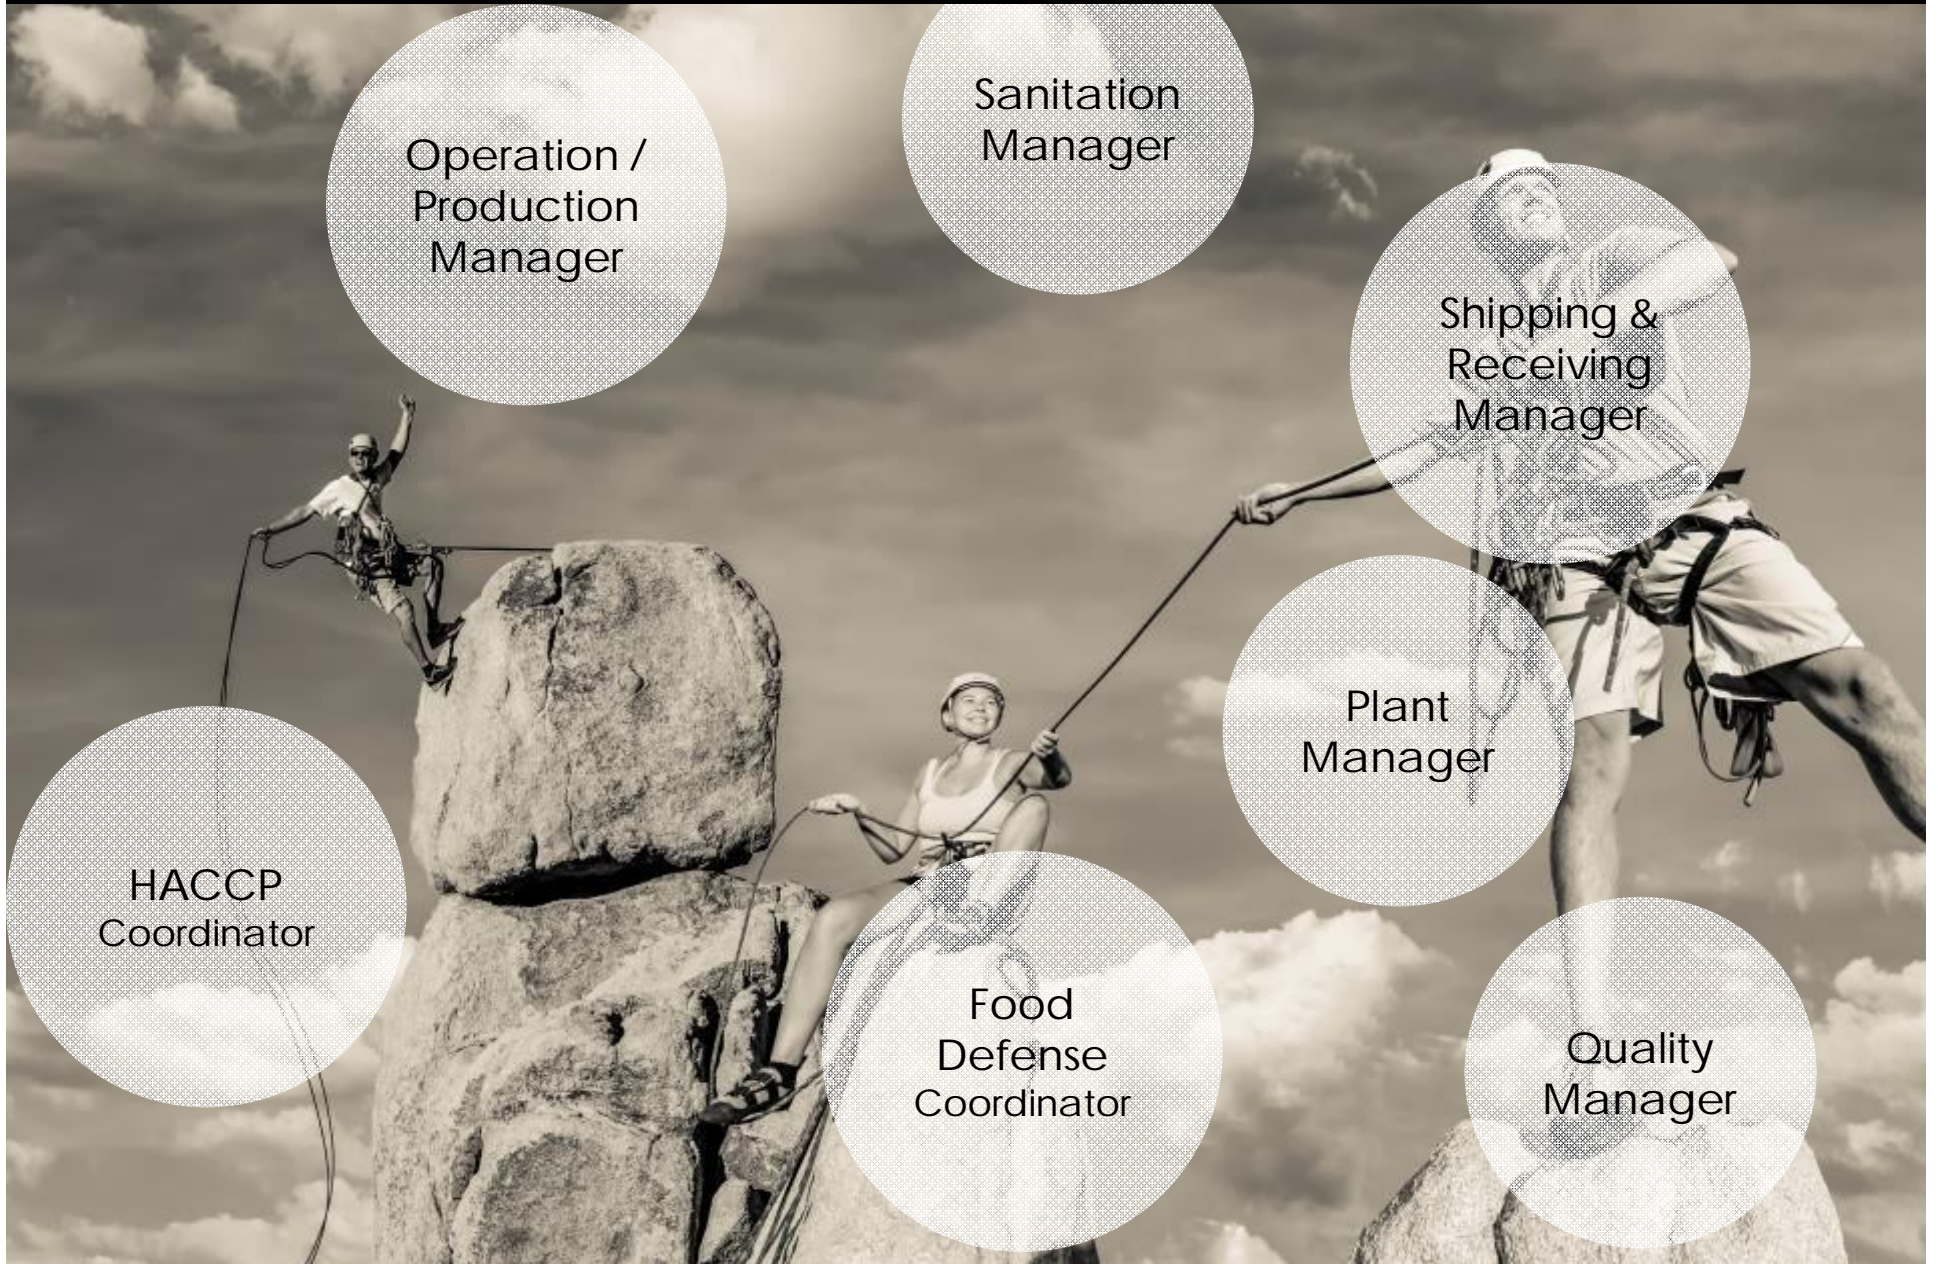 Operation /
Production
Manager
Sanitation
Manager
Shipping &
Receiving
Manager
Plant
Manager
HACCP
Coordinator
Food
Defense
Coordinator
Quality
Manager